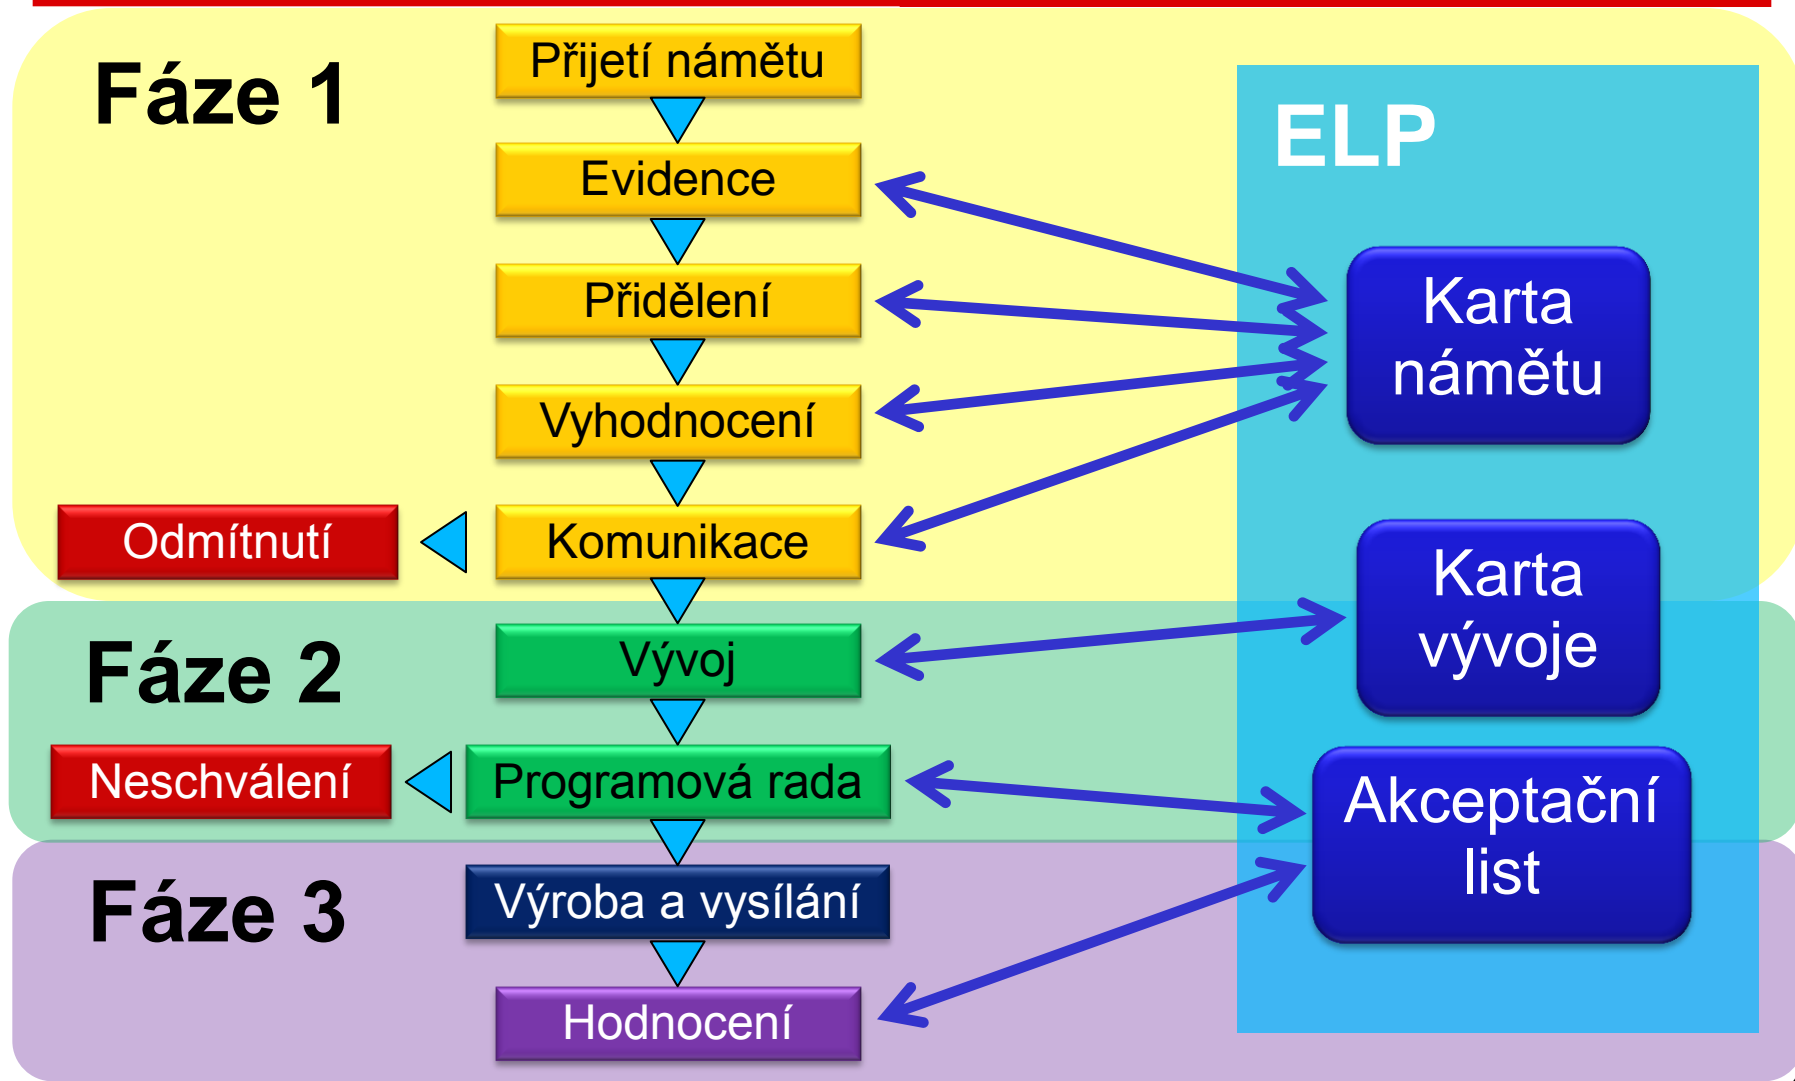 Fáze 1
Přijetí námětu
Evidence
Přidělení
Vyhodnocení
Odmítnutí
Komunikace
Fáze 2
Vývoj
Neschválení
Programová rada
Fáze 3
Výroba a vysílání
Hodnocení
ELP
Karta
námětu
Karta
vývoje
Akceptační
list